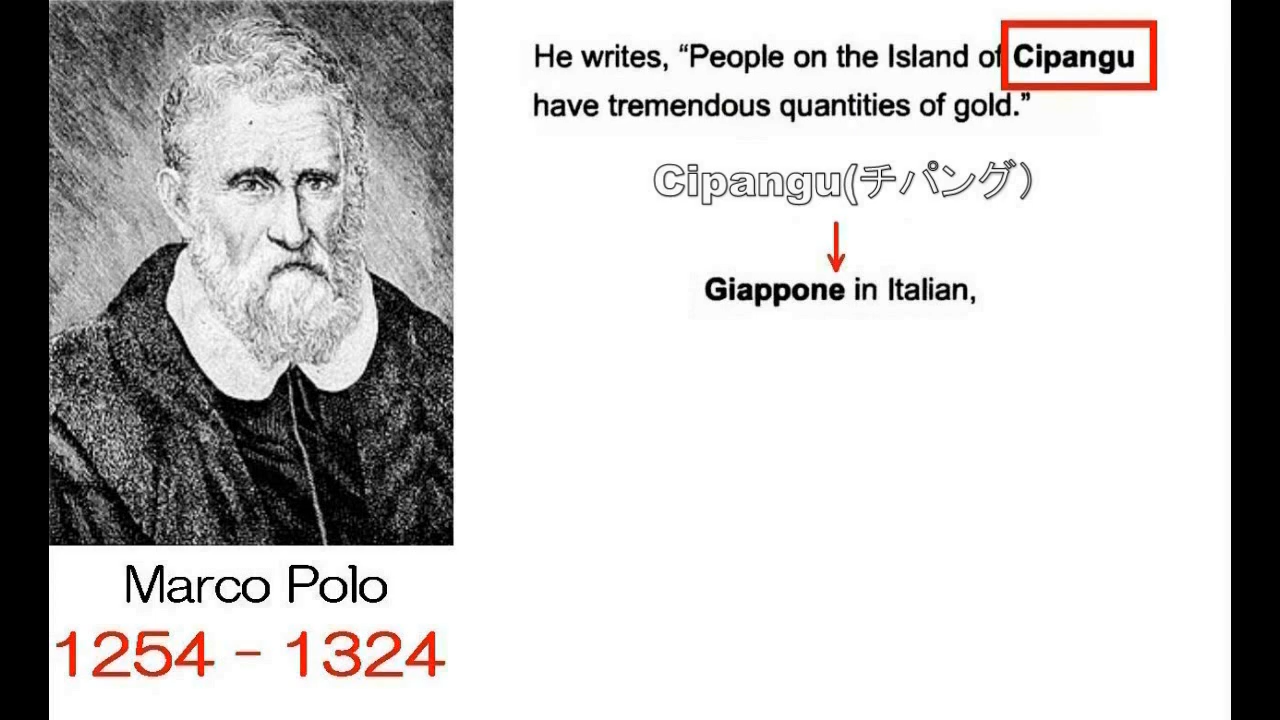 He writes, “People on the Island of Cipangu
have tremendous quantities of gold.”
Cipangu(チパング）
Giappone in Italian,
Marco Polo
1254 - 1324